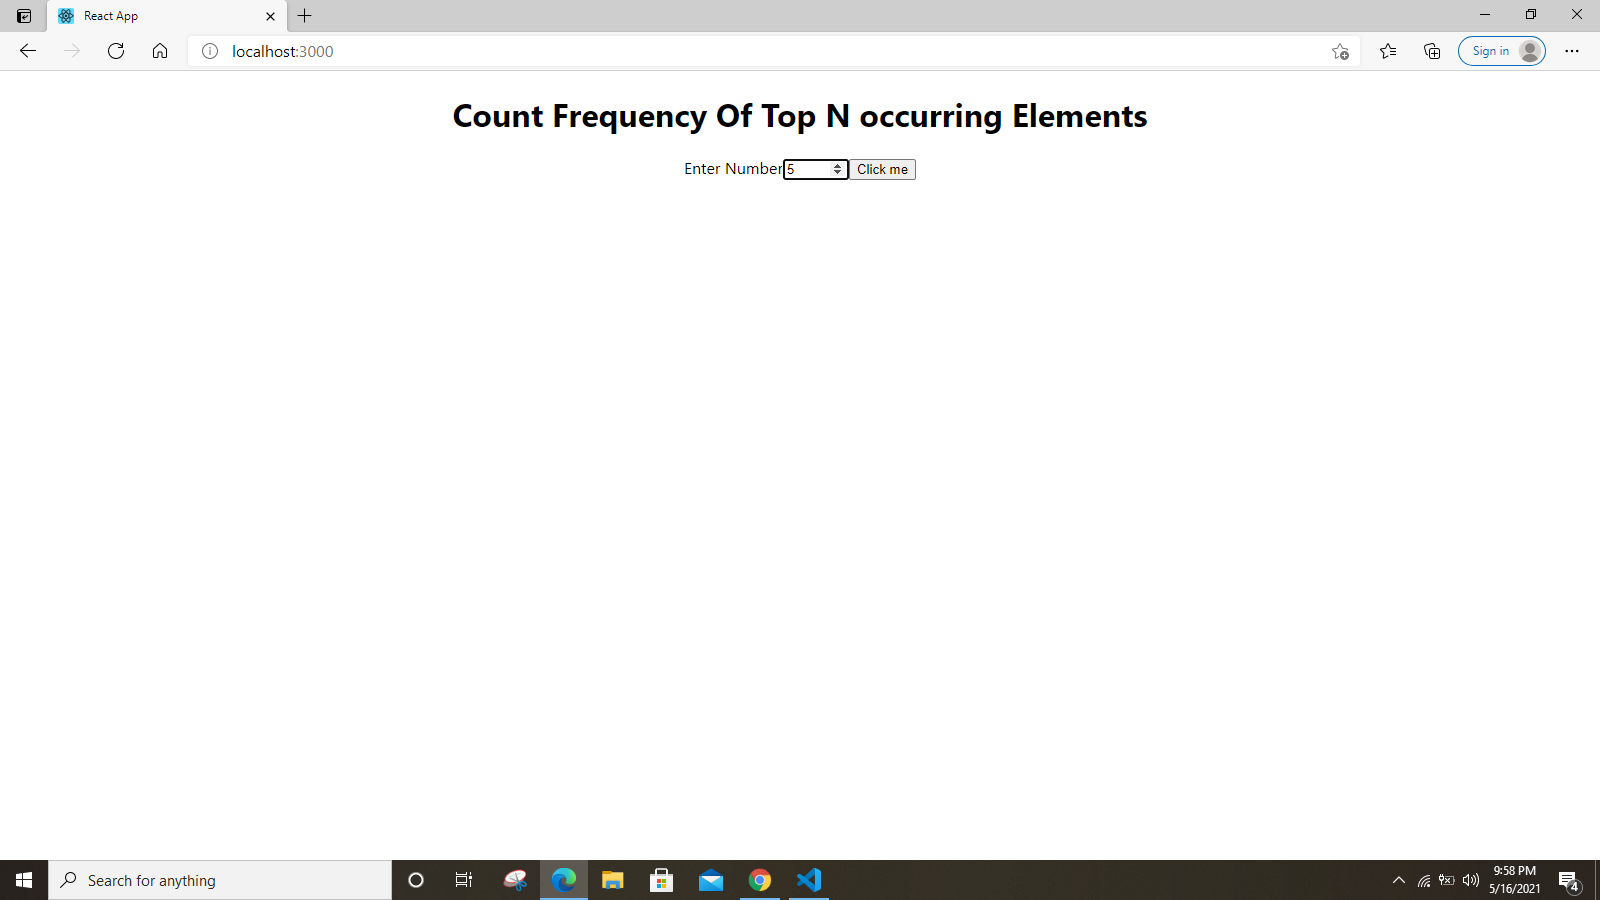 React App
localhost:3000
Sign in
Count Frequency Of Top N occurring Elements
Enter Number 5 Click me
Search for anything
9:58 PM
5/16/2021
4